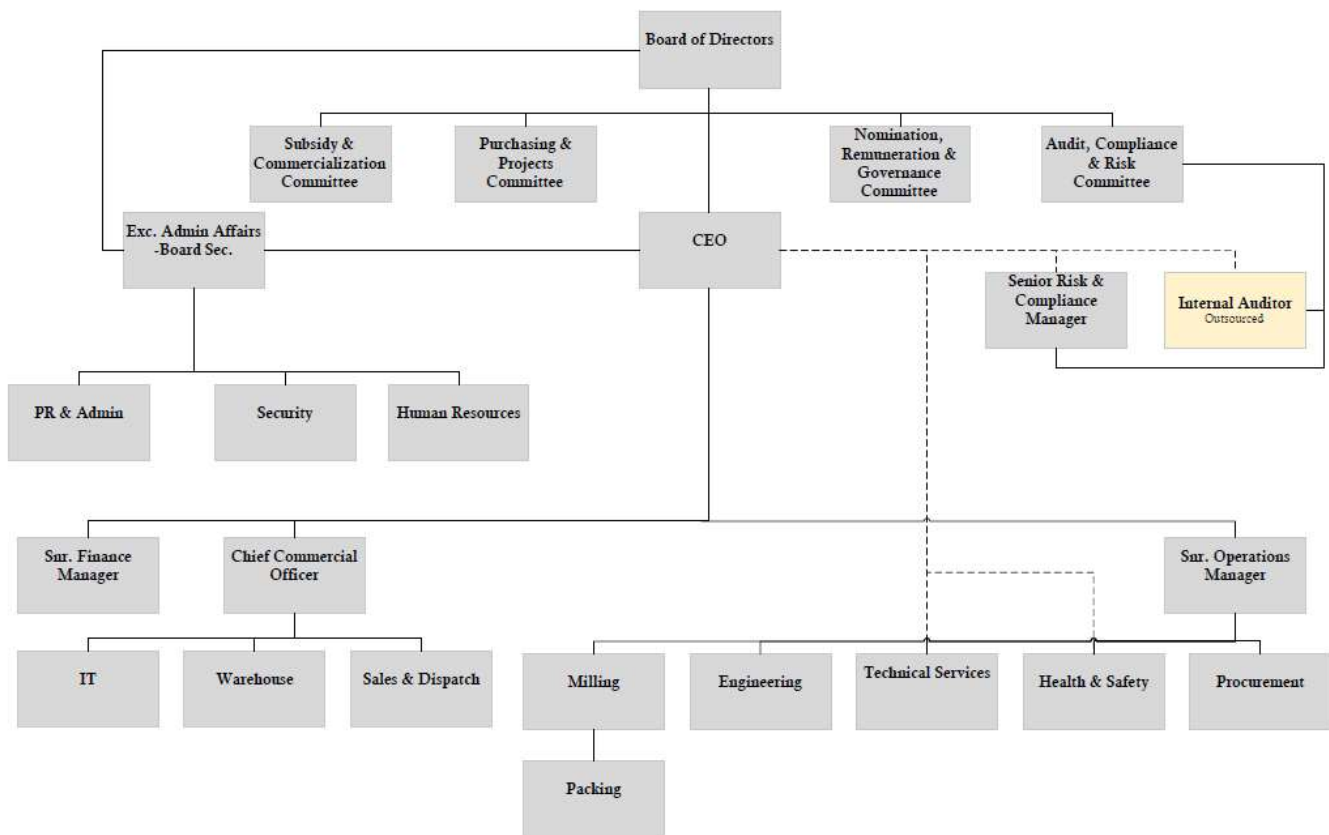 Board of Directors
Subsidy &
Commercialization
Committee
Purchasing &
Projects
Committee
Nomination,
Remuneration &
Governance
Committee
Audit, Compliance
& Risk
Committee
Exc. Admin Affairs
-Board Sec.
CEO
Senior Risk &
Compliance
Manager
Internal Auditor
Outsourced
PR & Admin
Security
Human Resources
Snr. Finance
Manager
Chief Commercial
Officer
Snr. Operations
Manager
IT
Warehouse
Sales & Dispatch
Milling
Engineering
Technical Services
Health & Safety
Procurement
Packing